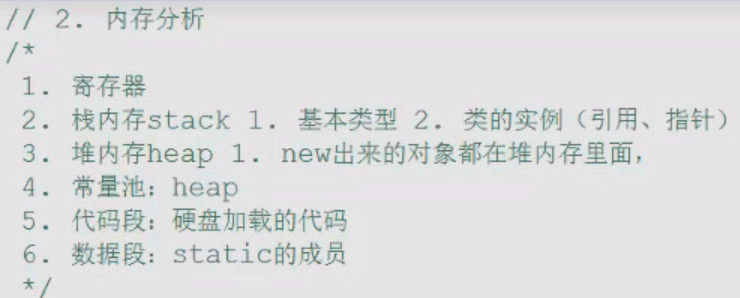 // 2. 内存分析
/*
1. 寄存器
2. 栈内存stack 1. 基本类型 2. 类的实例（引用、指针）
3. 堆内存heap 1. new出来的对象都在堆内存里面，
4. 常量池：heap
5. 代码段：硬盘加载的代码
6. 数据段：static的成员
*/